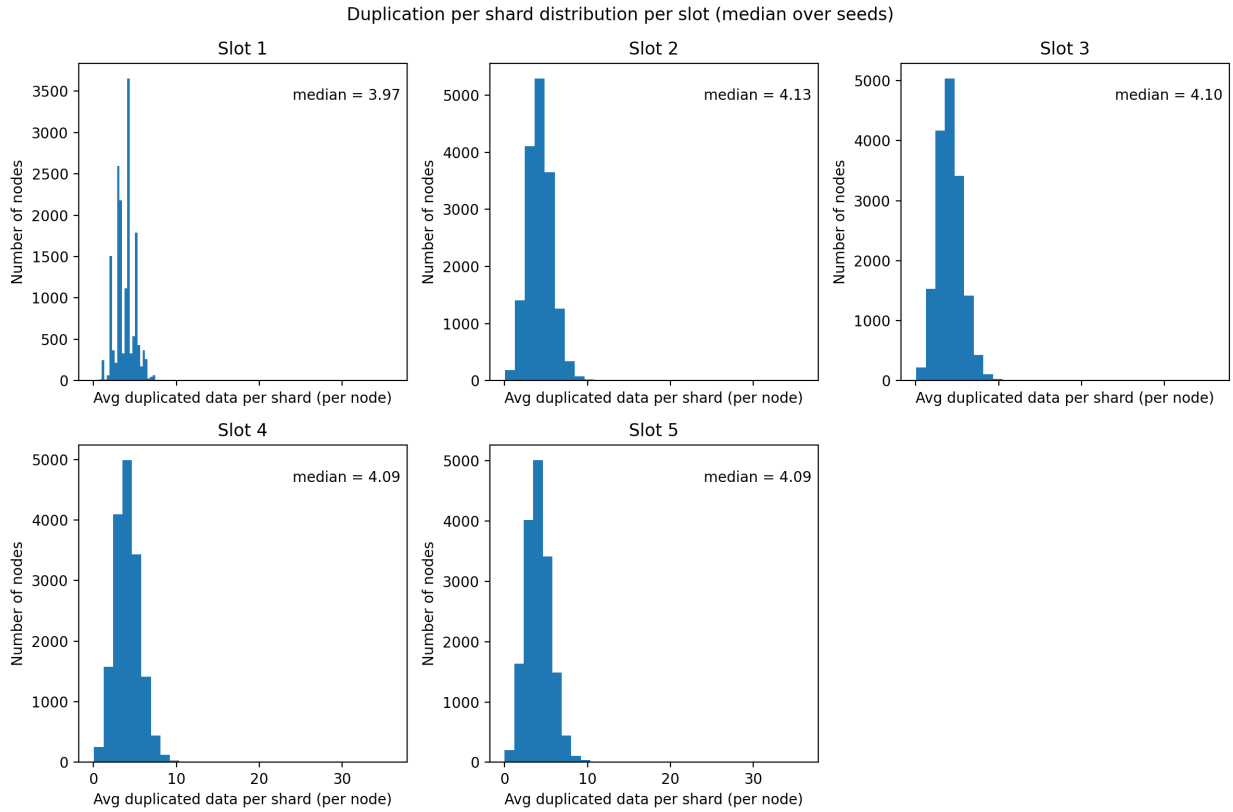 Duplication per shard distribution per slot (median over seeds)
Slot 1
median = 3.97
Number of nodes
3500
3000
2500
2000
1500
1000
500
0
Avg duplicated data per shard (per node)
Slot 2
median = 4.13
Number of nodes
5000
4000
3000
2000
1000
0
Avg duplicated data per shard (per node)
Slot 3
median = 4.10
Number of nodes
5000
4000
3000
2000
1000
0
Avg duplicated data per shard (per node)
Slot 4
median = 4.09
Number of nodes
5000
4000
3000
2000
1000
0
0 10 20 30
Avg duplicated data per shard (per node)
Slot 5
median = 4.09
Number of nodes
5000
4000
3000
2000
1000
0
0 10 20 30
Avg duplicated data per shard (per node)